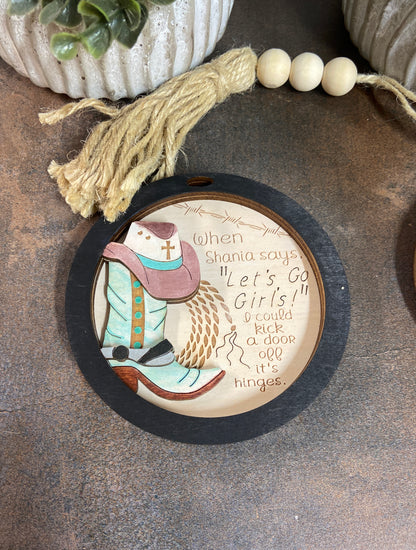 When
Shania says,
"Let's Go
Girls!"
I could
kick
a door
off
it's
hinges.